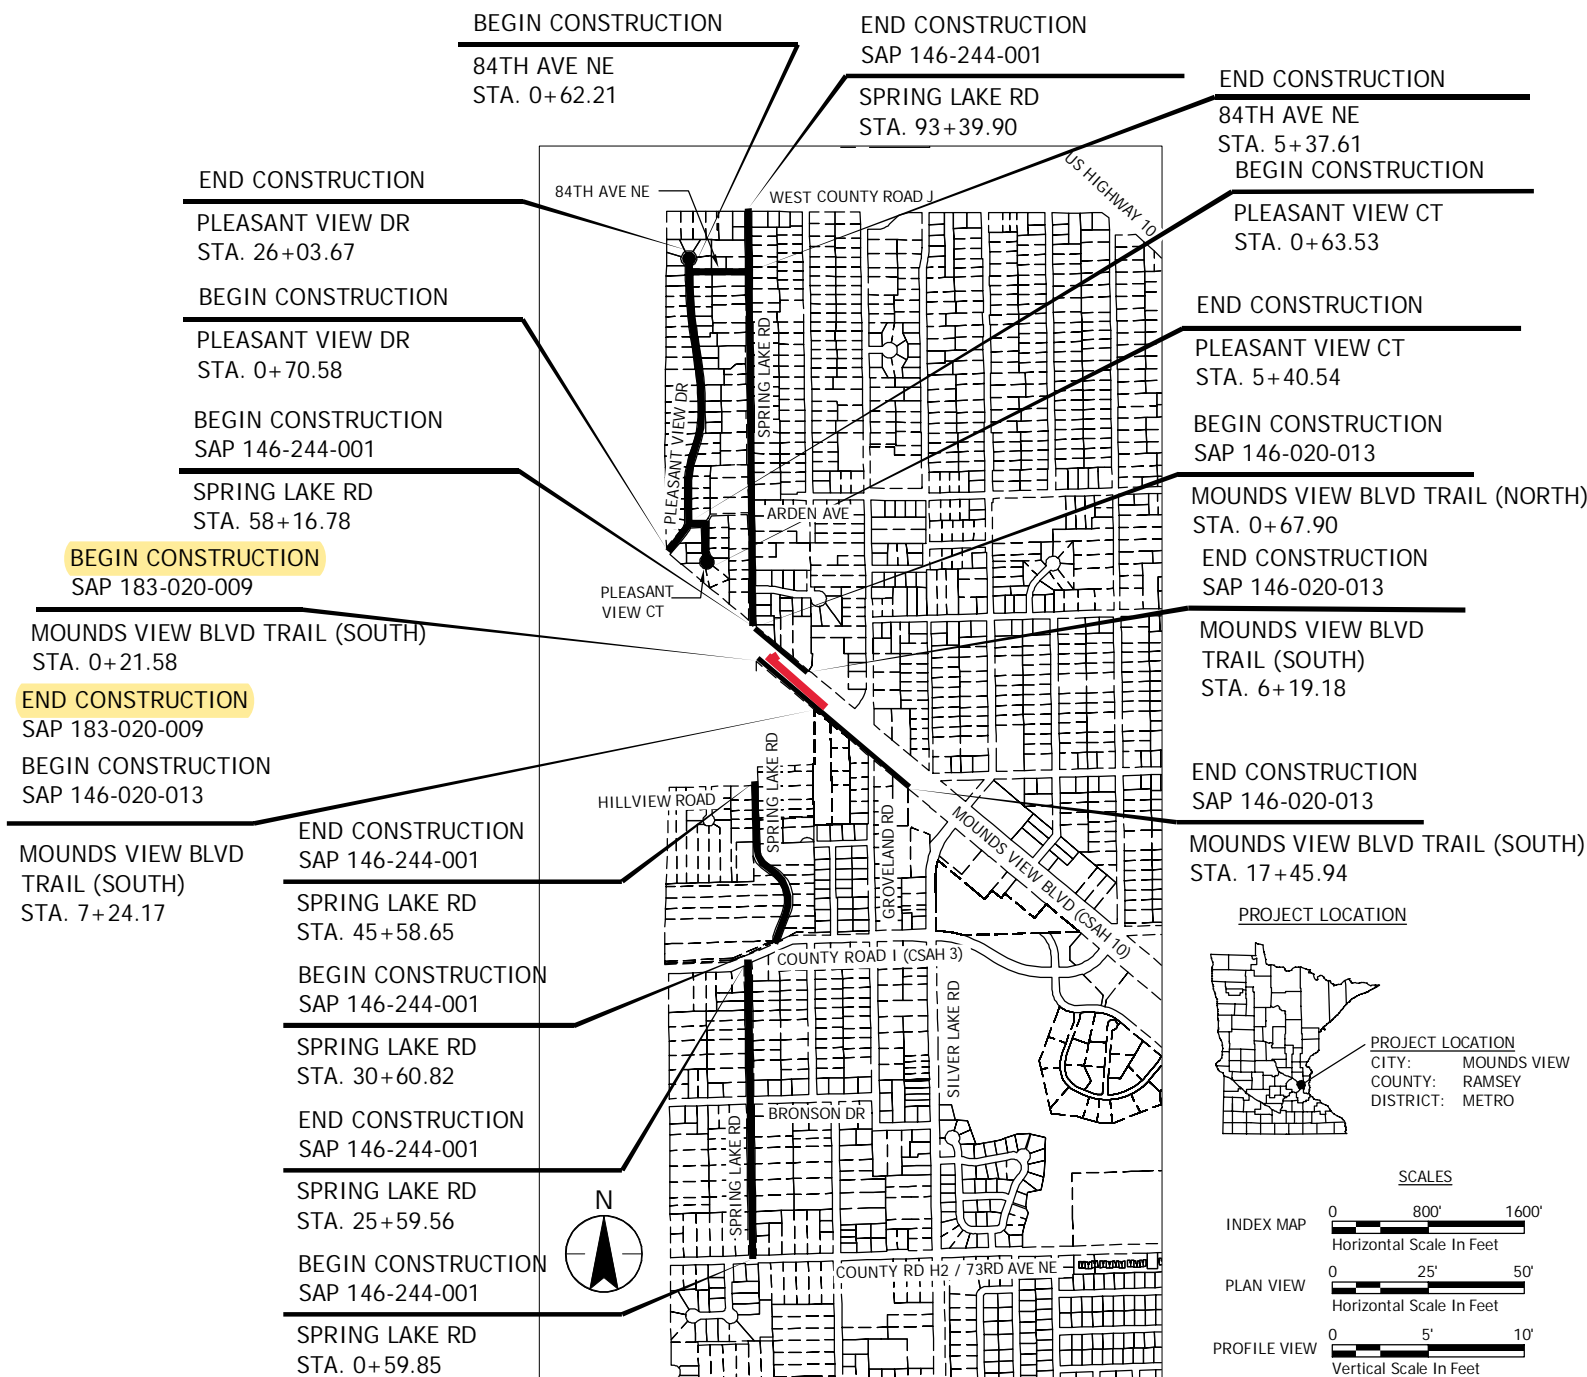 BEGIN CONSTRUCTION
84TH AVE NE
STA. 0+62.21
END CONSTRUCTION
SAP 146-244-001
SPRING LAKE RD
STA. 93+39.90
END CONSTRUCTION
84TH AVE NE
STA. 5+37.61
BEGIN CONSTRUCTION
PLEASANT VIEW CT
STA. 0+63.53
END CONSTRUCTION
PLEASANT VIEW CT
STA. 5+40.54
BEGIN CONSTRUCTION
SAP 146-020-013
MOUNDS VIEW BLVD TRAIL (NORTH)
STA. 0+67.90
END CONSTRUCTION
SAP 146-020-013
MOUNDS VIEW BLVD
TRAIL (SOUTH)
STA. 6+19.18
END CONSTRUCTION
SAP 146-020-013
MOUNDS VIEW BLVD TRAIL (SOUTH)
STA. 17+45.94
END CONSTRUCTION
PLEASANT VIEW DR
STA. 26+03.67
BEGIN CONSTRUCTION
PLEASANT VIEW DR
STA. 0+70.58
BEGIN CONSTRUCTION
SAP 146-244-001
SPRING LAKE RD
STA. 58+16.78
BEGIN CONSTRUCTION
SAP 183-020-009
MOUNDS VIEW BLVD TRAIL (SOUTH)
STA. 0+21.58
END CONSTRUCTION
SAP 183-020-009
BEGIN CONSTRUCTION
SAP 146-020-013
MOUNDS VIEW BLVD
TRAIL (SOUTH)
STA. 7+24.17
END CONSTRUCTION
SAP 146-244-001
SPRING LAKE RD
STA. 45+58.65
BEGIN CONSTRUCTION
SAP 146-244-001
SPRING LAKE RD
STA. 30+60.82
END CONSTRUCTION
SAP 146-244-001
SPRING LAKE RD
STA. 25+59.56
BEGIN CONSTRUCTION
SAP 146-244-001
SPRING LAKE RD
STA. 0+59.85
84TH AVE NE
WEST COUNTY ROAD J
US HIGHWAY 10
SPRING LAKE RD
PLEASANT VIEW DR
ARDEN AVE
PLEASANT
VIEW CT
SPRING LAKE RD
HILLVIEW ROAD
GROVELAND RD
MOUNDS VIEW BLVD (CSAH 10)
COUNTY ROAD I (CSAH 3)
SILVER LAKE RD
BRONSON DR
SPRING LAKE RD
COUNTY RD H2 / 73RD AVE NE
N
PROJECT LOCATION
PROJECT LOCATION
CITY: MOUNDS VIEW
COUNTY: RAMSEY
DISTRICT: METRO
SCALES
INDEX MAP
0 800' 1600'
Horizontal Scale In Feet
PLAN VIEW
0 25' 50'
Horizontal Scale In Feet
PROFILE VIEW
0 5' 10'
Vertical Scale In Feet